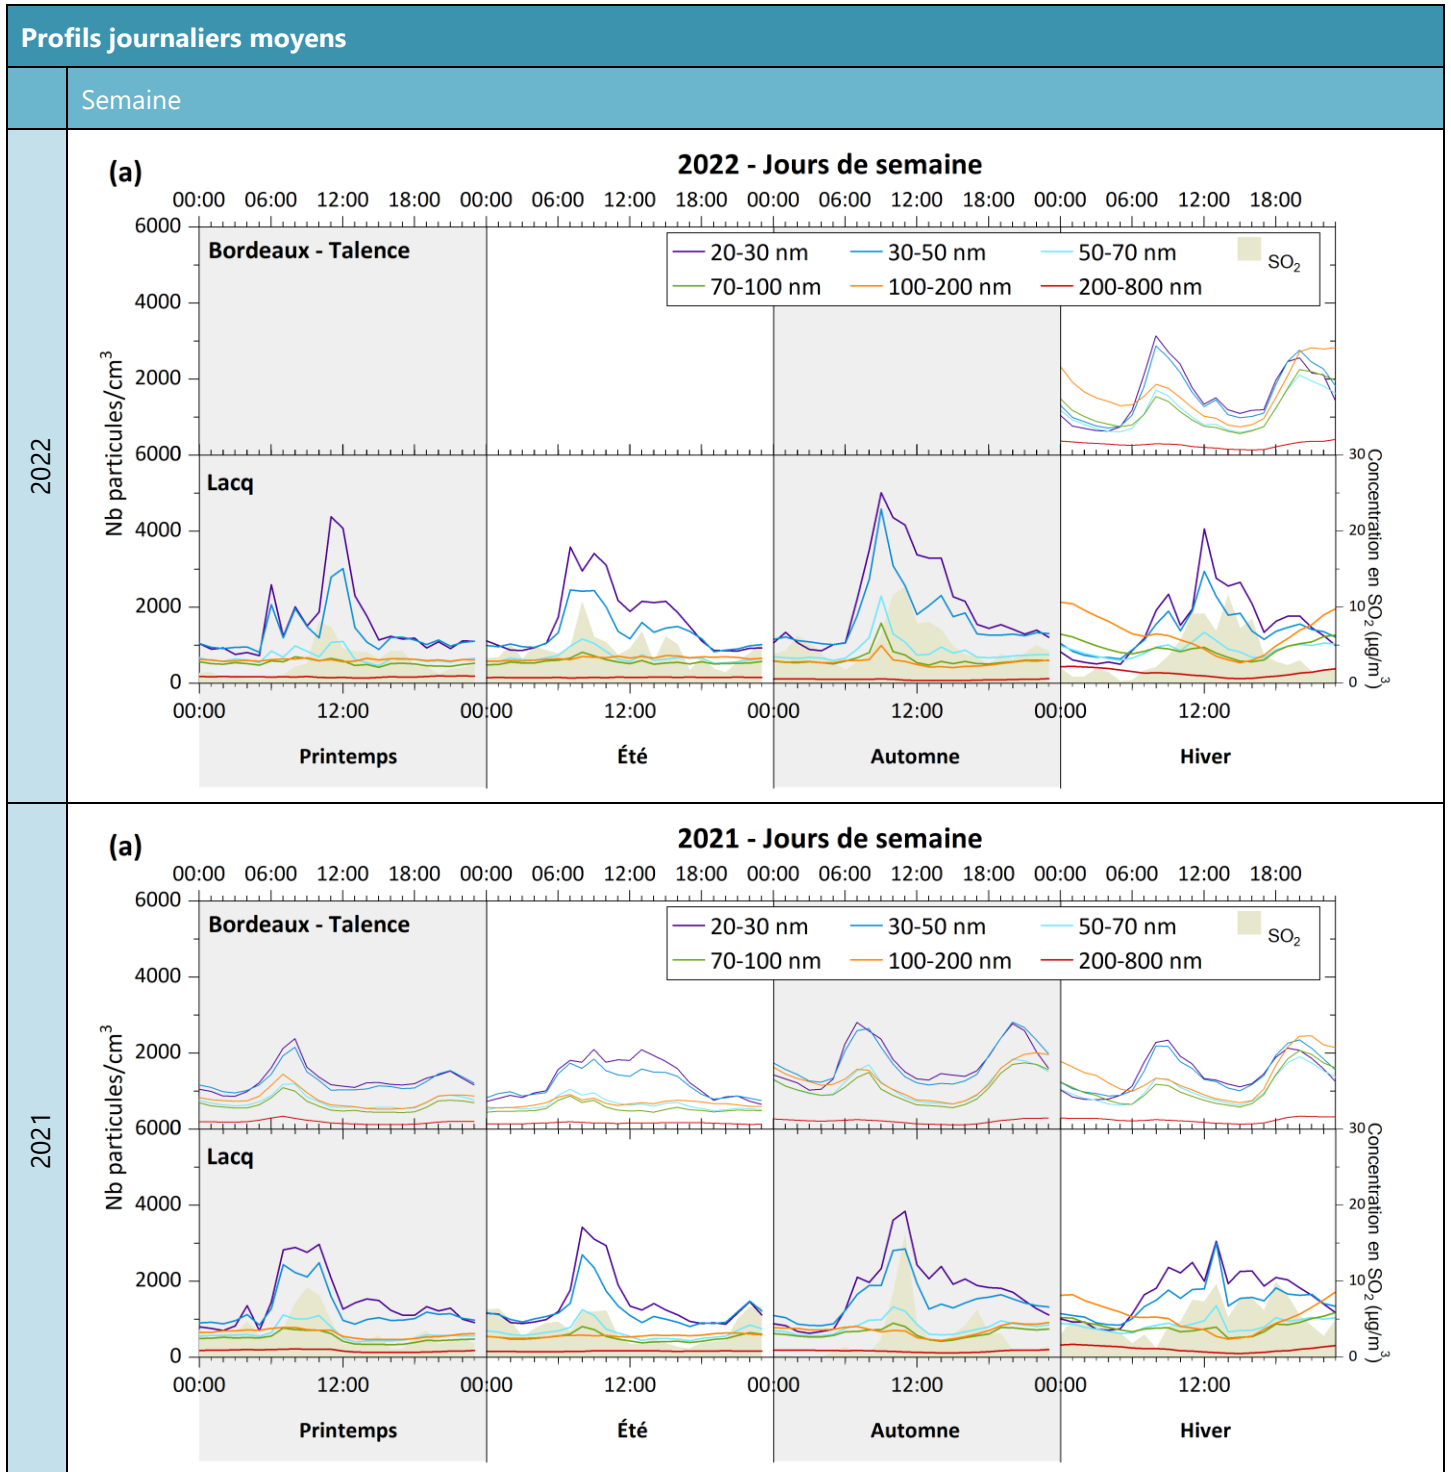 Profils journaliers moyens
Semaine
2022
(a)
2022 - Jours de semaine
00:00 06:00 12:00 18:00 00:00 06:00 12:00 18:00 00:00 06:00 12:00 18:00 00:00 06:00 12:00 18:00
Bordeaux - Talence
20-30 nm 30-50 nm 50-70 nm SO2
70-100 nm 100-200 nm 200-800 nm
6000
4000
2000
6000
Lacq
4000
2000
0
Nb particules/cm3
30
20
10
0
Concentration en SO2 (µg/m3)
00:00 12:00 00:00 12:00 00:00 12:00 00:00 12:00
Printemps Été Automne Hiver
2021
(a)
2021 - Jours de semaine
00:00 06:00 12:00 18:00 00:00 06:00 12:00 18:00 00:00 06:00 12:00 18:00 00:00 06:00 12:00 18:00
Bordeaux - Talence
20-30 nm 30-50 nm 50-70 nm SO2
70-100 nm 100-200 nm 200-800 nm
6000
4000
2000
6000
Lacq
4000
2000
0
Nb particules/cm3
30
20
10
0
Concentration en SO2 (µg/m3)
00:00 12:00 00:00 12:00 00:00 12:00 00:00 12:00
Printemps Été Automne Hiver